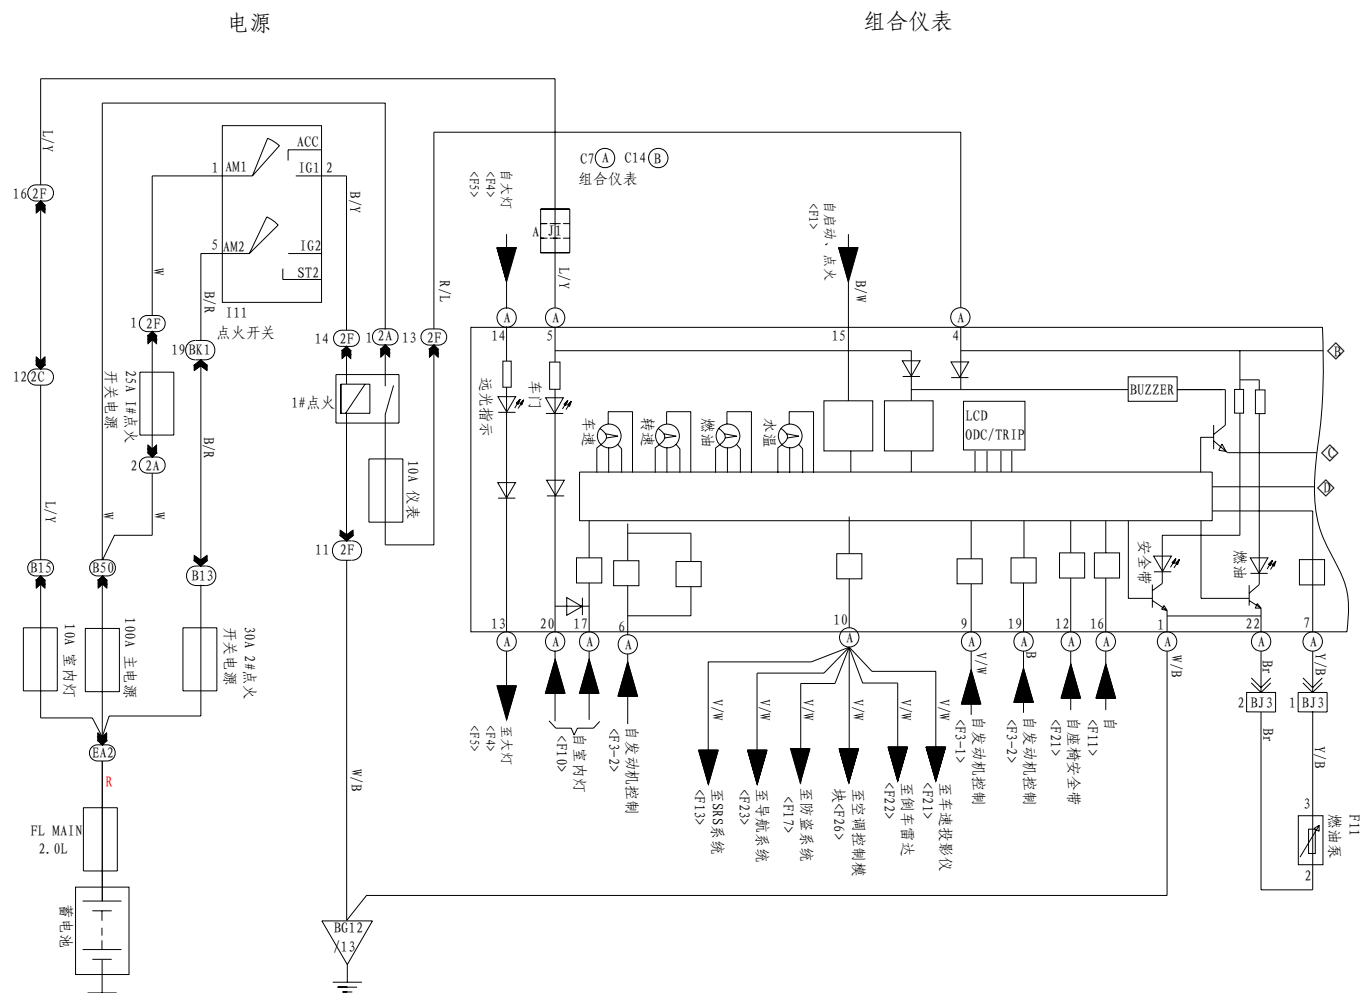 电源
组合仪表
L/Y
16 2F
12 2C
L/Y
B15
10A 室内灯
W
B50
100A 主电源
EA2
R
FL MAIN
2.0L
蓄电池
ACC
1 AM1
IG1 2
5 AM2
IG2
ST2
I11
点火开关
W
1 2F
25A 1#点火
开关电源
2 2A
W
B/R
19 BK1
B/R
B13
30A 2#点火
开关电源
B/Y
14 2F
1 2A
13 2F
R/L
1#点火
10A 仪表
11 2F
W/B
BG12
/13
C7 A C14 B
组合仪表
自大灯
<F4>
<F5>
A J1
L/Y
自启动、点火
<F1>
B/W
A
A
A
14
5
15
4
B
C
D
远光指示
车门
车速
转速
燃油
水温
LCD
ODC/TRIP
BUZZER
安全带
燃油
13
20
17
6
10
9
19
12
16
1
22
7
A
A
A
A
A
A
A
A
A
A
A
A
至大灯
<F4>
<F5>
自室内灯
<F10>
自发动机控制
<F3-2>
V/W
至SRS系统
<F13>
V/W
至导航系统
<F23>
V/W
至防盗系统
<F17>
V/W
至空调控制模
块<F26>
V/W
至倒车雷达
<F22>
V/W
至车速投影仪
<F21>
V/W
自发动机控制
<F3-1>
B
自发动机控制
<F3-2>
自座椅安全带
<F21>
自
<F11>
W/B
Br
2 BJ3
Br
Y/B
1 BJ3
Y/B
3
F11
燃油泵
2